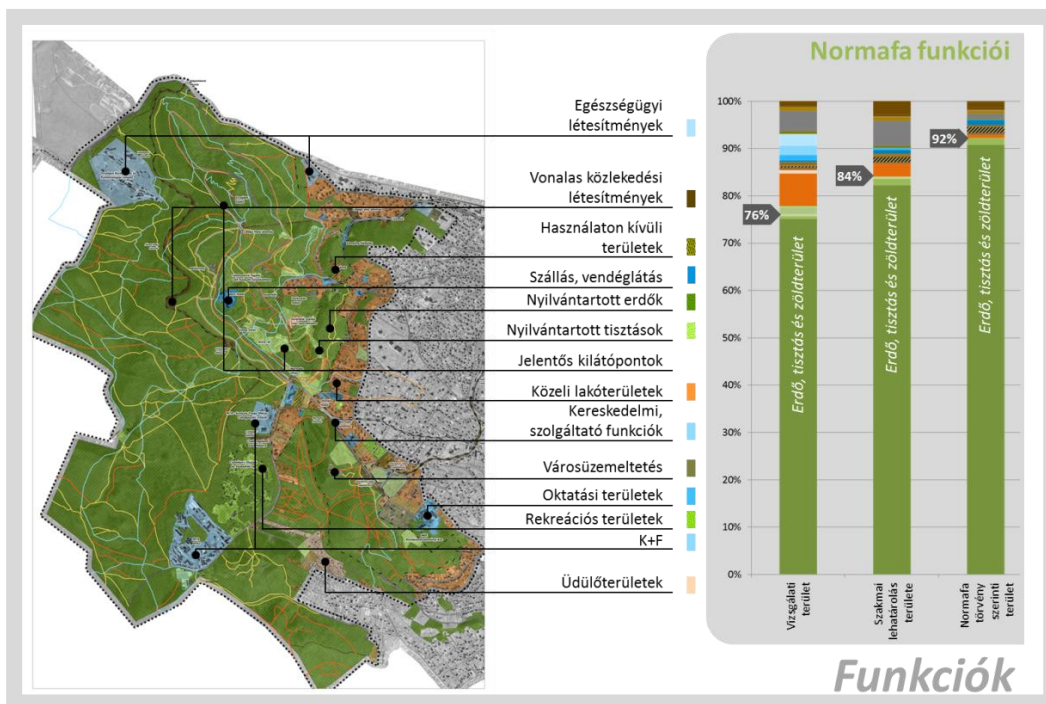 Egészségügyi
létesítmények
Vonalas közlekedési
létesítmények
Használaton kívüli
területek
Szállás, vendéglátás
Nyilvántartott erdők
Nyilvántartott tisztások
Jelentős kilátópontok
Közeli lakóterületek
Kereskedelmi,
szolgáltató funkciók
Városüzemeltetés
Oktatási területek
Rekreációs területek
K+F
Üdülőterületek
Normafa funkciói
100%
90%
80%
70%
60%
50%
40%
30%
20%
10%
0%
76%
84%
92%
Erdő, tisztás és zöldterület
Erdő, tisztás és zöldterület
Erdő, tisztás és zöldterület
Vizsgálati
terület
Szakmai
lehatárolás
területe
Normafa
törvény
szerinti
terület
Funkciók